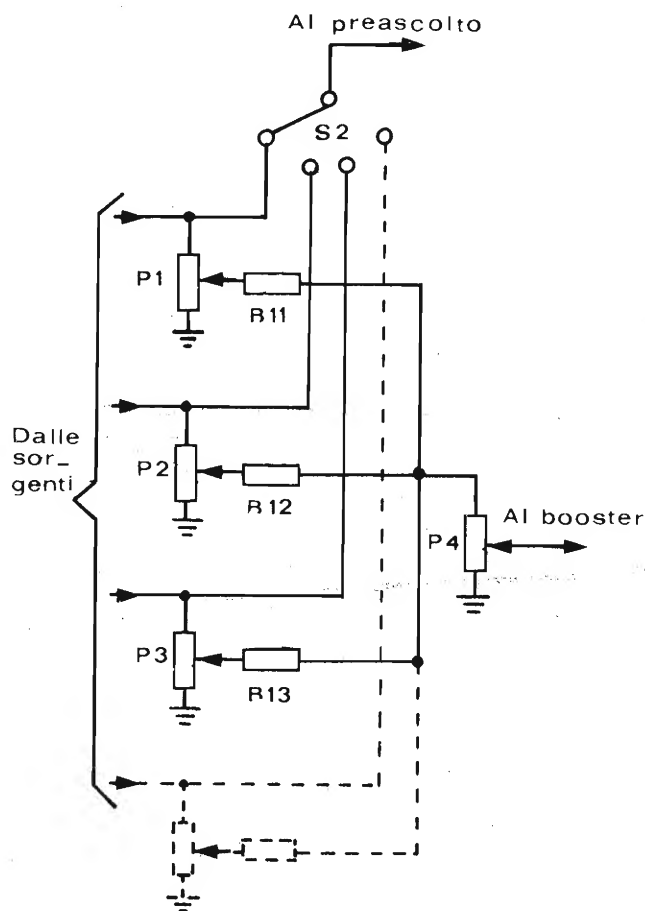 Al preascolto
S2
P1
R11
Dalle
sor_
genti
P2
R12
Al booster
P4
P3
R13